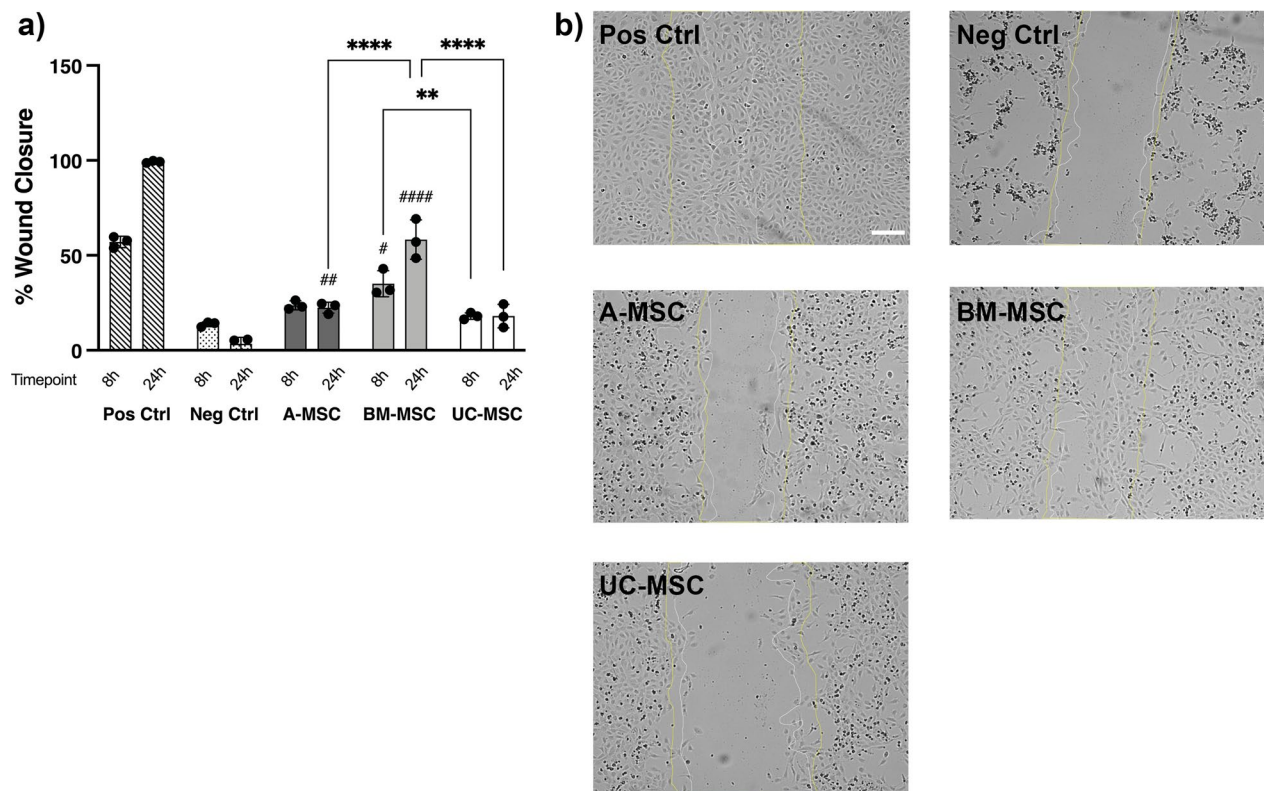 a)
% Wound Closure
150
100
50
0
****
****
**
####
#
##
Timepoint
8h 24h 8h 24h 8h 24h 8h 24h 8h 24h
Pos Ctrl Neg Ctrl A-MSC BM-MSC UC-MSC
b)
Pos Ctrl
Neg Ctrl
A-MSC
BM-MSC
UC-MSC